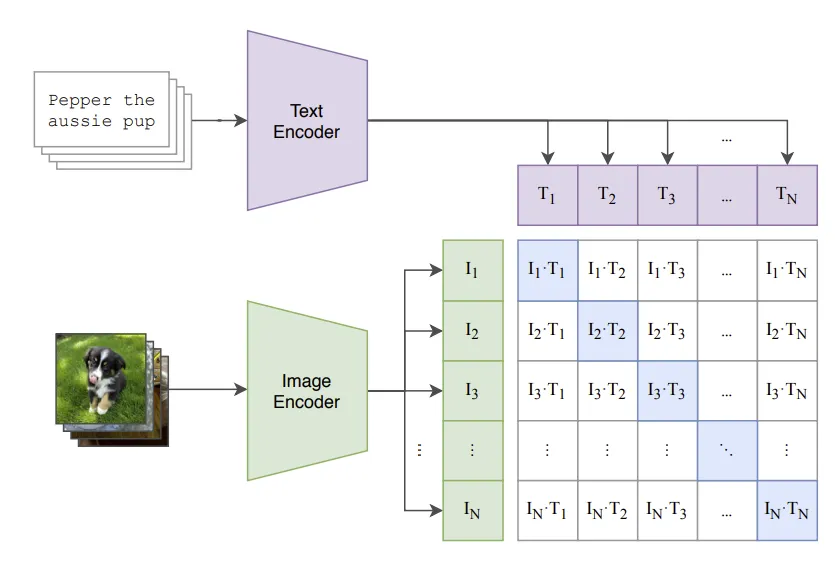 Pepper the
aussie pup
Text
Encoder
...
T₁ T₂ T₃ ... Tₙ
I₁ I₁·T₁ I₁·T₂ I₁·T₃ ... I₁·Tₙ
I₂ I₂·T₁ I₂·T₂ I₂·T₃ ... I₂·Tₙ
Image
Encoder
I₃ I₃·T₁ I₃·T₂ I₃·T₃ ... I₃·Tₙ
⋮ ⋮ ⋮ ⋮ ⋮ ⋱ ⋮
Iₙ Iₙ·T₁ Iₙ·T₂ Iₙ·T₃ ... Iₙ·Tₙ